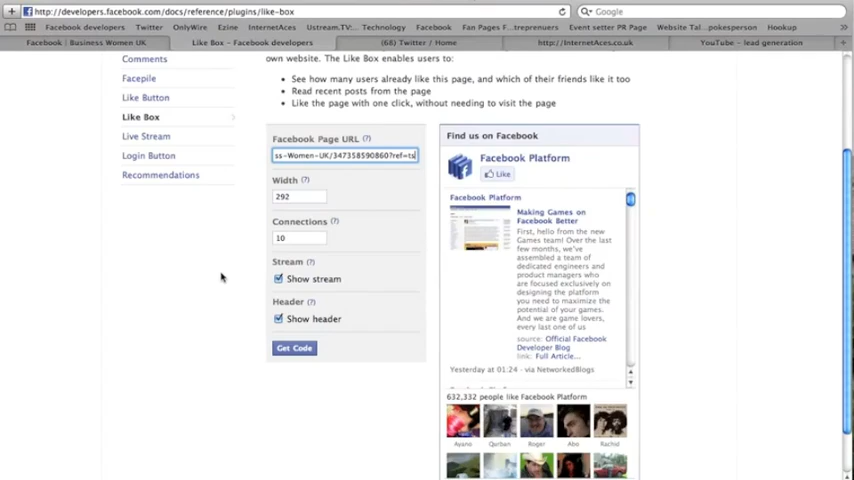 http://developers.facebook.com/docs/reference/plugins/like-box
Google
Facebook developers Twitter OnlyWire Ezine InternetAces Ustream.TV:... Technology Facebook Fan Pages F...trepreneuers Event setter PR page Website Tal...pokesperson Hookup
Facebook | Business Women UK
Like Box - Facebook developers
(68) Twitter / Home
http://InternetAces.co.uk
YouTube - lead generation
Comments
Facepile
Like Button
Like Box
Live Stream
Login Button
Recommendations
own website. The Like Box enables users to:
See how many users already like this page, and which of their friends like it too
Read recent posts from the page
Like the page with one click, without needing to visit the page
Facebook Page URL (?)
ss-Women-UK/347358590860?ref=ts
Width (?)
292
Connections (?)
10
Stream (?)
Show stream
Header (?)
Show header
Get Code
Find us on Facebook
Facebook Platform
Like
Facebook Platform
Making Games on
Facebook Better
First, hello from the new
Games team! Over the last
few months, we've
assembled a team of
dedicated engineers and
product managers who
are focused exclusively on
designing the platform
you need to maximize the
potential of your games.
And we are game lovers,
every last one of us
source: Official Facebook
Developer Blog
link: Full Article...
Yesterday at 01:24 · via NetworkedBlogs
632,332 people like Facebook Platform
Ayano Qurban Roger Abo Rachid